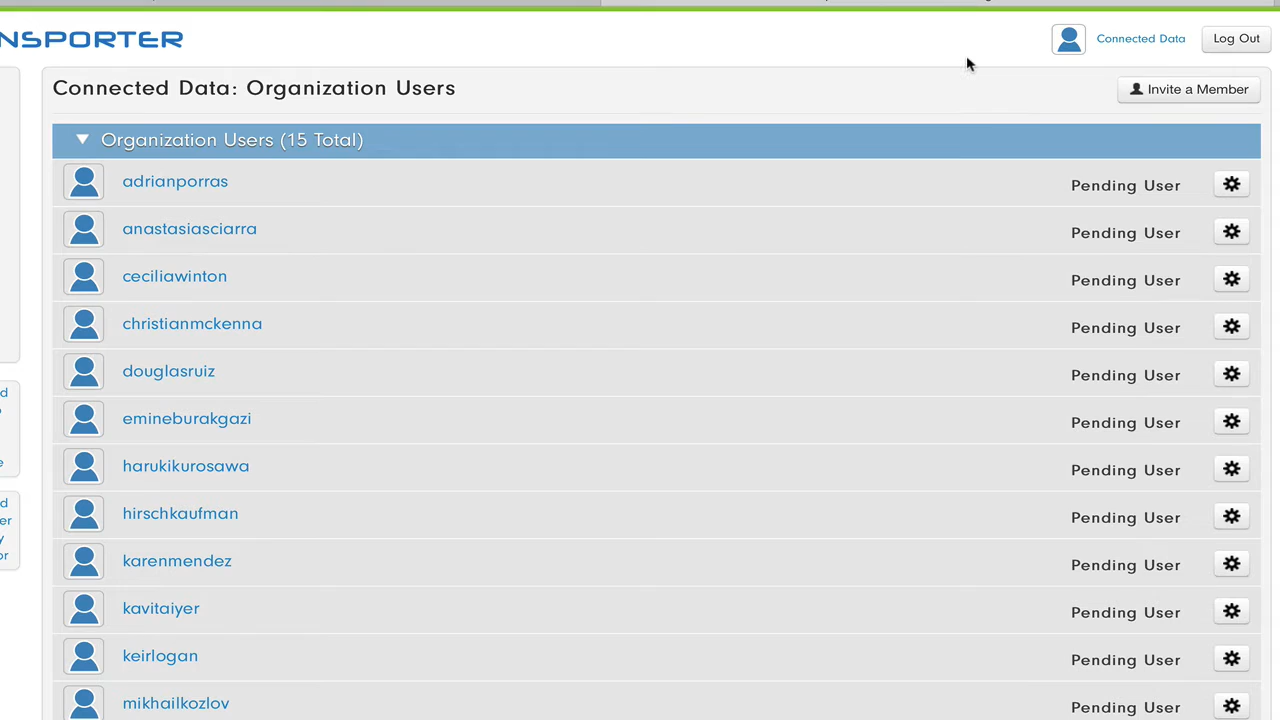 NSPORTER
Connected Data
Log Out
Connected Data: Organization Users
Invite a Member
Organization Users (15 Total)
adrianporras Pending User
anastasiasciarra Pending User
ceciliawinton Pending User
christianmckenna Pending User
douglasruiz Pending User
emineburakgazi Pending User
harukikurosawa Pending User
hirschkaufman Pending User
karenmendez Pending User
kavitaiyer Pending User
keirlogan Pending User
mikhailkozlov Pending User
d
e
d
er
y
or